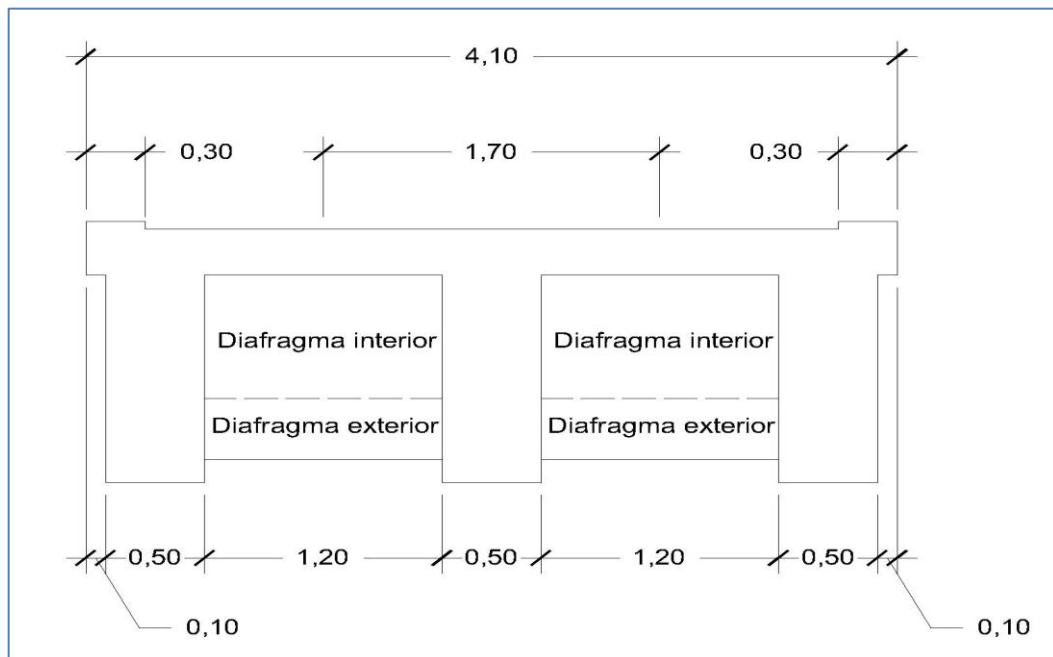 4,10
0,30 1,70 0,30
Diafragma interior Diafragma interior
Diafragma exterior Diafragma exterior
0,50 1,20 0,50 1,20 0,50
0,10 0,10